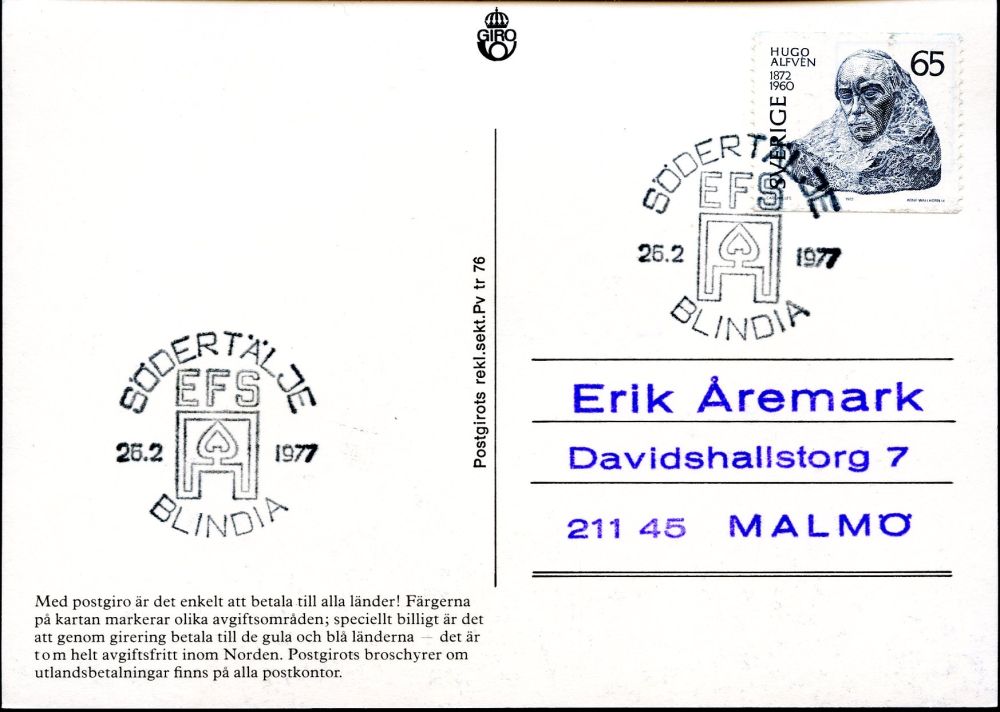 GIRO
HUGO
ALFVÉN
1872
1960
65
SVERIGE
1972
SÖDERTÄLJE
EFS
26.2 1977
BLINDIA
Postgirots rekl.sekt.Pv tr 76
SÖDERTÄLJE
EFS
26.2 1977
BLINDIA
Erik Åremark
Davidshallstorg 7
211 45 MALMÖ
Med postgiro är det enkelt att betala till alla länder! Färgerna
på kartan markerar olika avgiftsområden; speciellt billigt är det
att genom girering betala till de gula och blå länderna – det är
t o m helt avgiftsfritt inom Norden. Postgirots broschyrer om
utlandsbetalningar finns på alla postkontor.